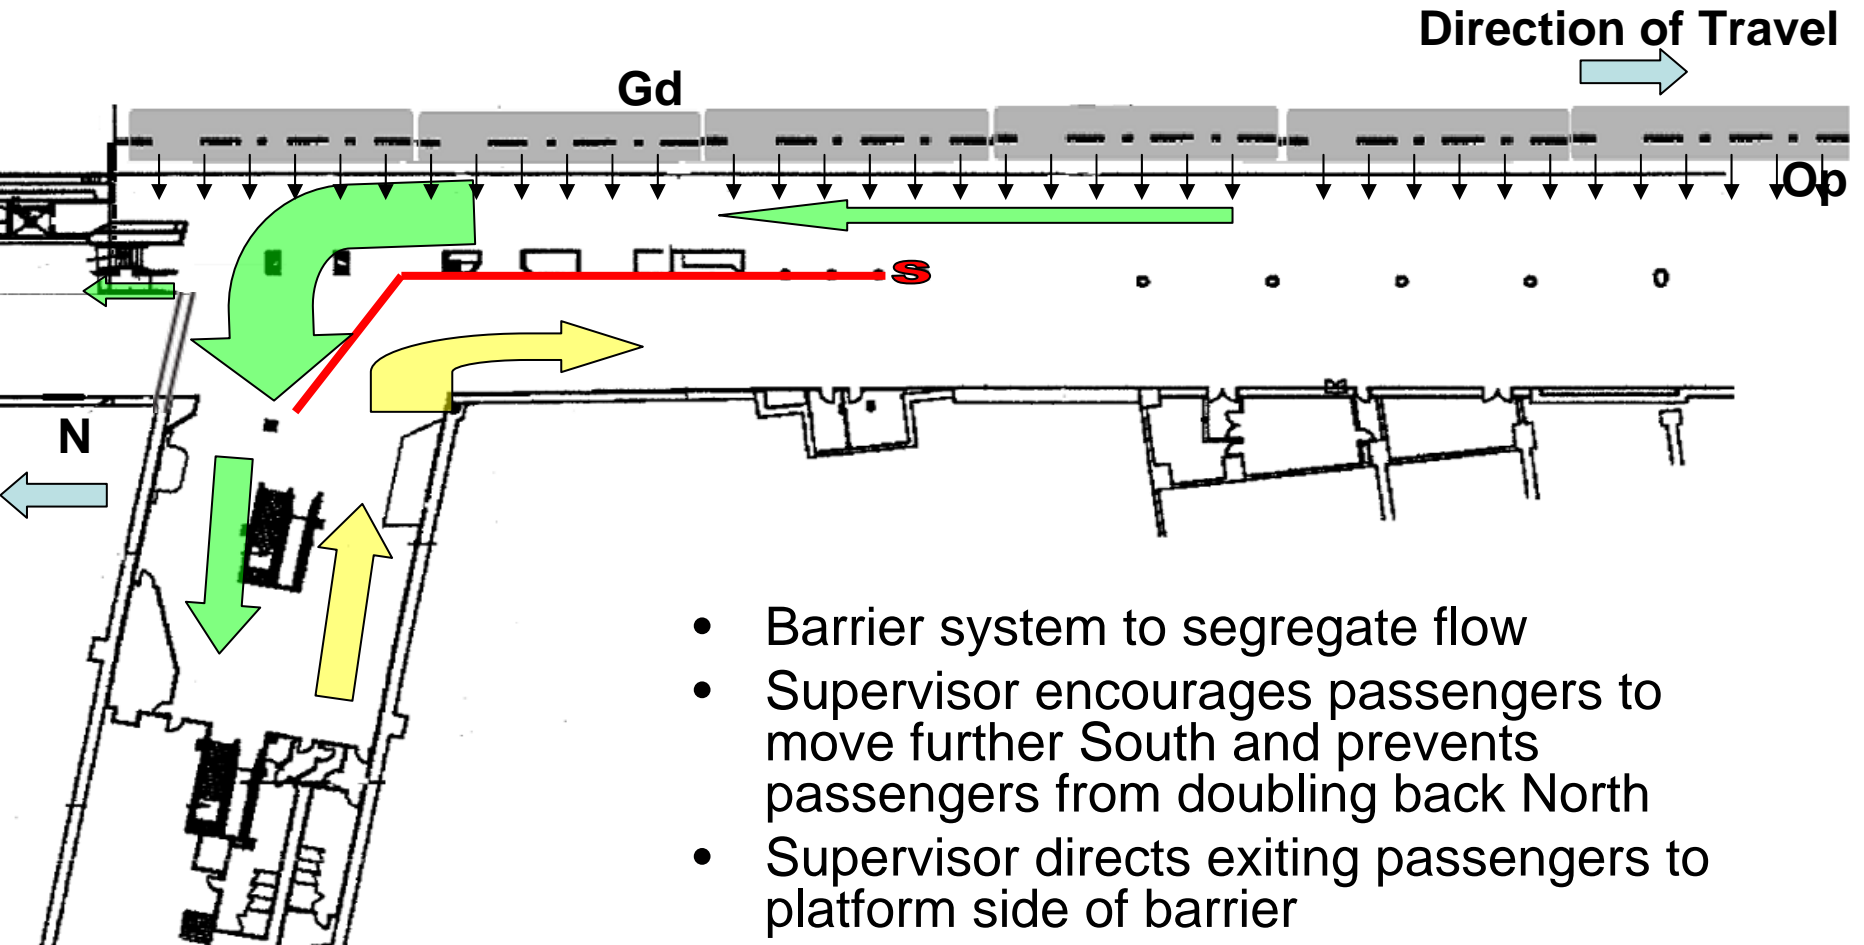 Direction of Travel
Gd
Op
S
N
• Barrier system to segregate flow
• Supervisor encourages passengers to
move further South and prevents
passengers from doubling back North
• Supervisor directs exiting passengers to
platform side of barrier